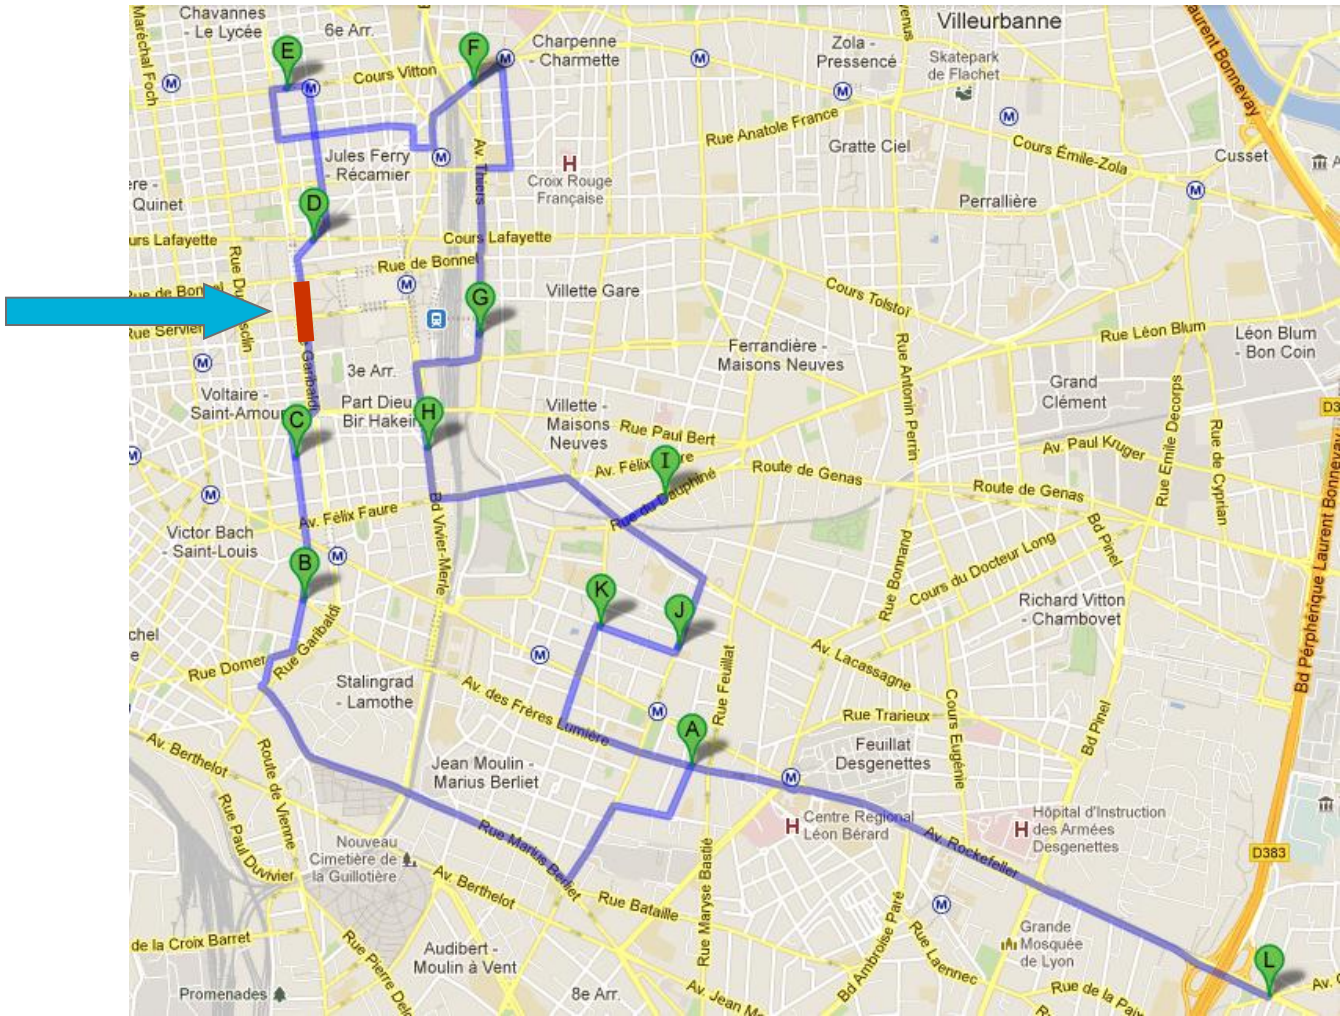 Chavannes
- Le Lycée
6e Arr.
Maréchal Foch
E
F
Cours Vitton
Charpenne
- Charmette
Villeurbanne
Zola -
Pressencé
Skatepark
de Flachet
Laurent Bonnevay
M
M
M
M
M
M
Rue Anatole France
Gratte Ciel
Cours Émile-Zola
Cusset
Jules Ferry
- Récamier
M
Av. Thiers
H
Croix Rouge
Française
M
Quinet
D
Perrallière
Cours Lafayette
Rue de Bonnel
M
G
Villette Gare
Cours Tolstoï
Rue Servient
Garibaldi
Ferrandière -
Maisons Neuves
Rue Léon Blum
Léon Blum
- Bon Coin
M
3e Arr.
Rue Antonin Perrin
Voltaire -
Saint-Amour
C
Part Dieu
Bir Hakeim
H
Villette -
Maisons
Neuves
Grand
Clément
Rue Emile Decorps
Rue de Cyprian
Rue Paul Bert
Av. Paul Kruger
M
Av. Félix Faure
I
Rue du Dauphiné
Route de Genas
Route de Genas
M
Av. Félix Faure
Bd Vivier-Merle
Victor Bach
- Saint-Louis
M
B
K
J
Rue Bonnand
Cours du Docteur Long
Bd Pinel
Richard Vitton
- Chambovet
Bd Périphérique Laurent Bonnevay
Rue Domer
Rue Garibaldi
M
Av. Lacassagne
Stalingrad
- Lamothe
Av. des Frères Lumière
M
Rue Feuillat
A
Rue Trarieux
Cours Eugénie
Bd Pinel
Feuillat
Desgenettes
Av. Berthelot
Route de Vienne
Jean Moulin -
Marius Berliet
M
Rue Paul Duvivier
Nouveau
Cimetière de
la Guillotière
Rue Marius Berliet
H
Centre Regional
Léon Bérard
Av. Rockefeller
H
Hôpital d'Instruction
des Armées
Desgenettes
D383
Av. Berthelot
Rue Bataille
Rue Maryse Bastié
Bd Ambroise Paré
M
Rue Laennec
Grande
Mosquée
de Lyon
de la Croix Barret
Audibert -
Moulin à Vent
L
Promenades
8e Arr.
Rue de la Paix